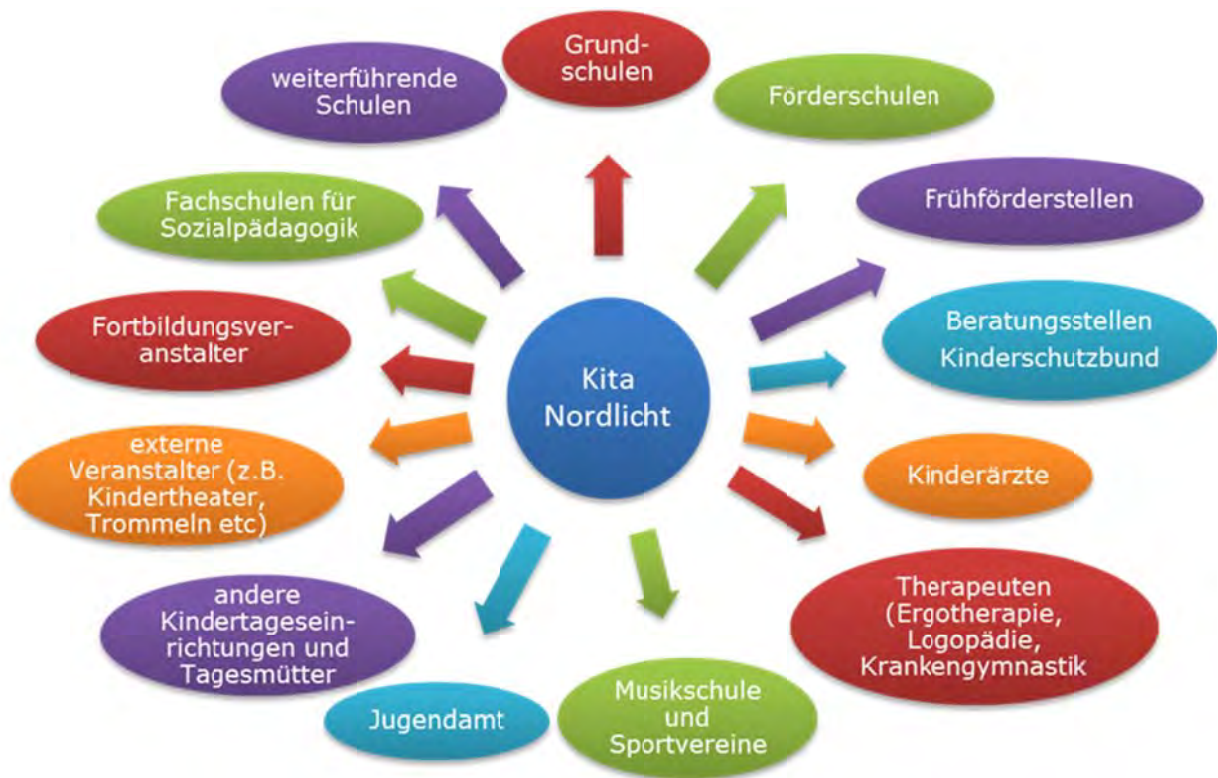 Grund-
schulen
weiterführende
Schulen
Förderschulen
Fachschulen für
Sozialpädagogik
Frühförderstellen
Fortbildungsver-
anstalter
Beratungsstellen
Kinderschutzbund
Kita
Nordlicht
externe
Veranstalter (z.B.
Kindertheater,
Trommeln etc)
Kinderärzte
andere
Kindertagesein-
richtungen und
Tagesmütter
Therapeuten
(Ergotherapie,
Logopädie,
Krankengymnastik
Jugendamt
Musikschule
und
Sportvereine